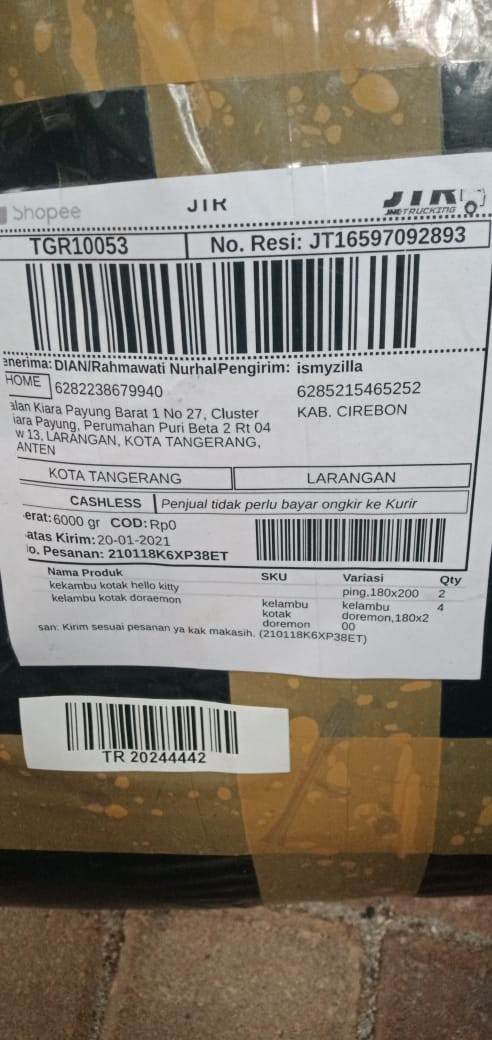 Shopee
JTR
JTR
JNE TRUCKING
TGR10053
No. Resi: JT16597092893
enerima: DIAN/Rahmawati Nurhal
Pengirim: ismyzilla
HOME
6282238679940
6285215465252
alan Kiara Payung Barat 1 No 27, Cluster
KAB. CIREBON
iara Payung, Perumahan Puri Beta 2 Rt 04
w 13, LARANGAN, KOTA TANGERANG,
ANTEN
KOTA TANGERANG
LARANGAN
CASHLESS
Penjual tidak perlu bayar ongkir ke Kurir
erat: 6000 gr COD: Rp0
atas Kirim: 20-01-2021
o. Pesanan: 210118K6XP38ET
Nama Produk SKU Variasi Qty
kekambu kotak hello kitty ping,180x200 2
kelambu kotak doraemon kelambu kelambu 4
kotak doremon,180x2
doremon 00
san: Kirim sesuai pesanan ya kak makasih. (210118K6XP38ET)
TR 20244442